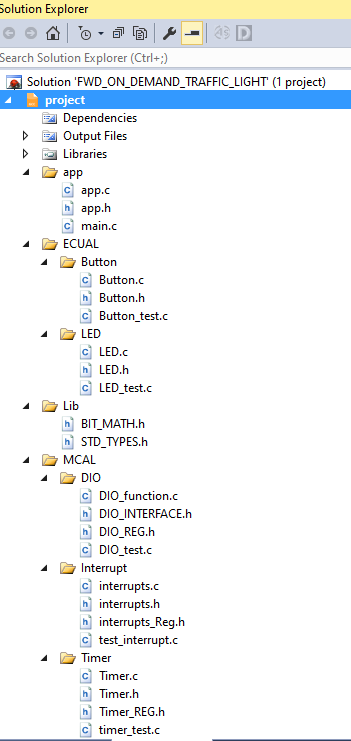 Solution Explorer
Search Solution Explorer (Ctrl+;)
Solution 'FWD_ON_DEMAND_TRAFFIC_LIGHT' (1 project)
project
Dependencies
Output Files
Libraries
app
app.c
app.h
main.c
ECUAL
Button
Button.c
Button.h
Button_test.c
LED
LED.c
LED.h
LED_test.c
Lib
BIT_MATH.h
STD_TYPES.h
MCAL
DIO
DIO_function.c
DIO_INTERFACE.h
DIO_REG.h
DIO_test.c
Interrupt
interrupts.c
interrupts.h
interrupts_Reg.h
test_interrupt.c
Timer
Timer.c
Timer.h
Timer_REG.h
timer_test.c